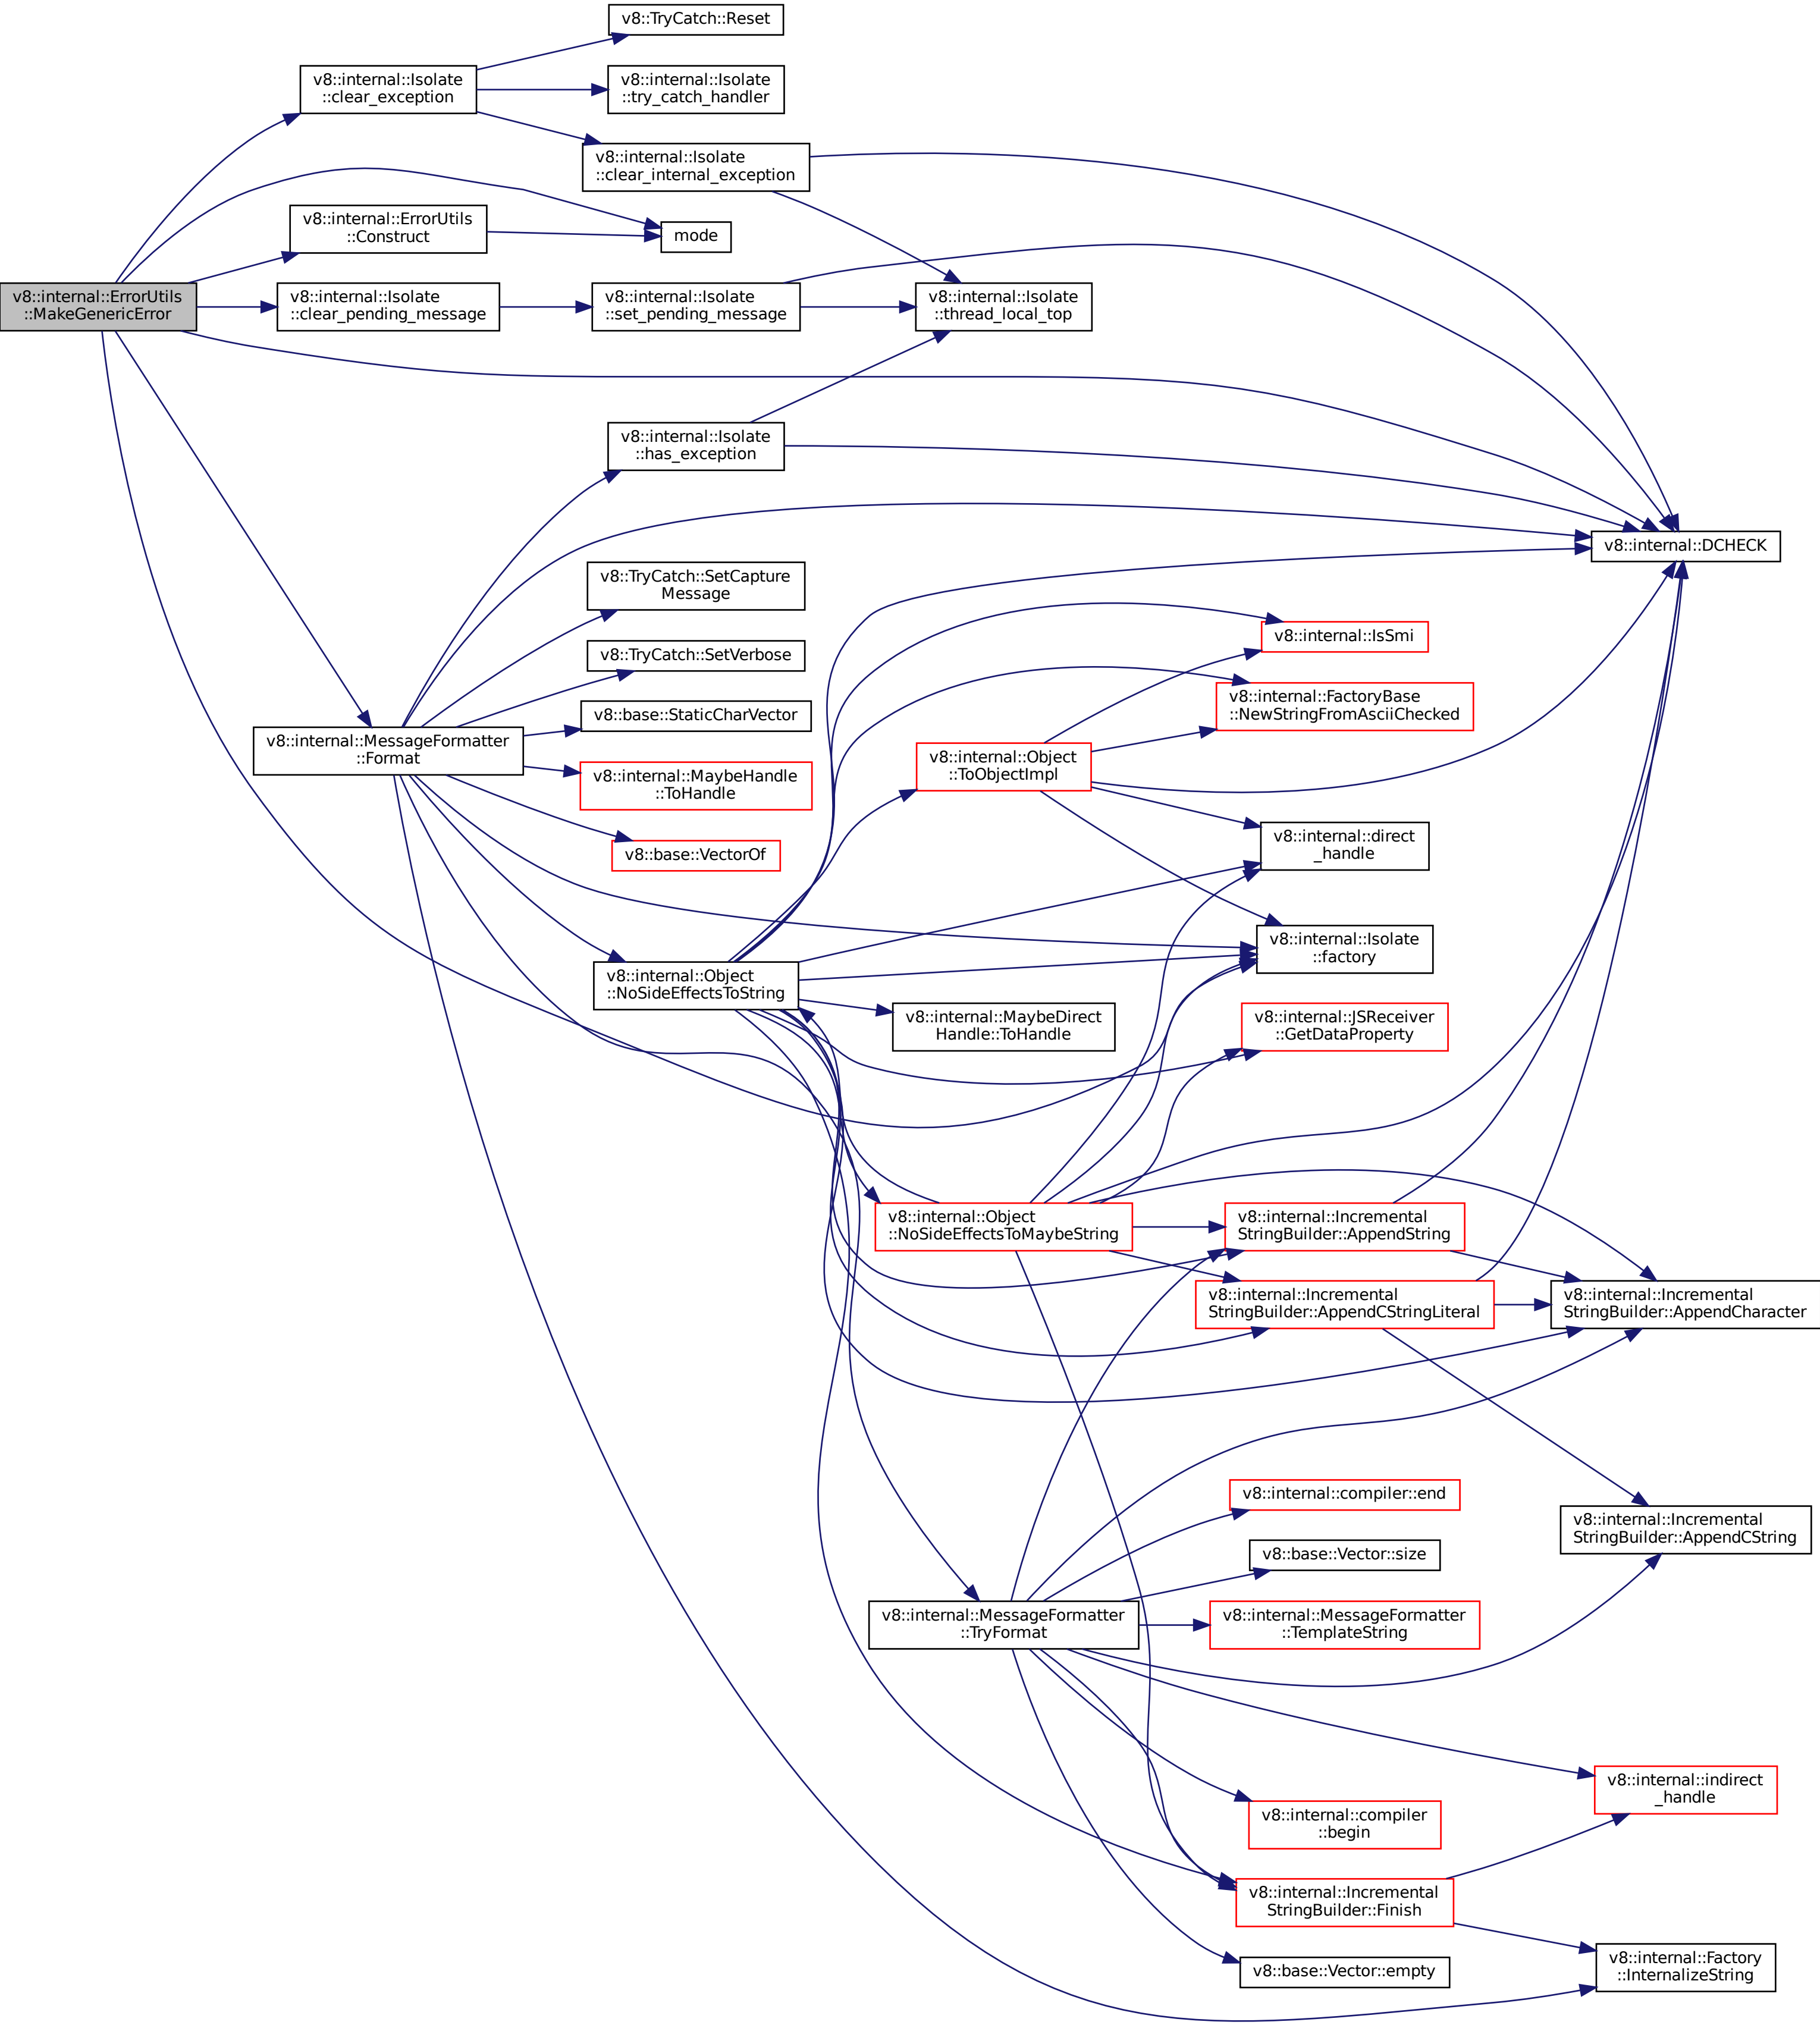 v8::TryCatch::Reset
v8::internal::Isolate
::clear_exception
v8::internal::Isolate
::try_catch_handler
v8::internal::Isolate
::clear_internal_exception
v8::internal::ErrorUtils
::Construct
mode
v8::internal::ErrorUtils
::MakeGenericError
v8::internal::Isolate
::clear_pending_message
v8::internal::Isolate
::set_pending_message
v8::internal::Isolate
::thread_local_top
v8::internal::Isolate
::has_exception
v8::internal::DCHECK
v8::TryCatch::SetCapture
Message
v8::internal::IsSmi
v8::TryCatch::SetVerbose
v8::internal::FactoryBase
::NewStringFromAsciiChecked
v8::base::StaticCharVector
v8::internal::MessageFormatter
::Format
v8::internal::Object
::ToObjectImpl
v8::internal::MaybeHandle
::ToHandle
v8::internal::direct
_handle
v8::base::VectorOf
v8::internal::Isolate
::factory
v8::internal::Object
::NoSideEffectsToString
v8::internal::MaybeDirect
Handle::ToHandle
v8::internal::JSReceiver
::GetDataProperty
v8::internal::Object
::NoSideEffectsToMaybeString
v8::internal::Incremental
StringBuilder::AppendString
v8::internal::Incremental
StringBuilder::AppendCStringLiteral
v8::internal::Incremental
StringBuilder::AppendCharacter
v8::internal::compiler::end
v8::internal::Incremental
StringBuilder::AppendCString
v8::base::Vector::size
v8::internal::MessageFormatter
::TryFormat
v8::internal::MessageFormatter
::TemplateString
v8::internal::indirect
_handle
v8::internal::compiler
::begin
v8::internal::Incremental
StringBuilder::Finish
v8::internal::Factory
::InternalizeString
v8::base::Vector::empty